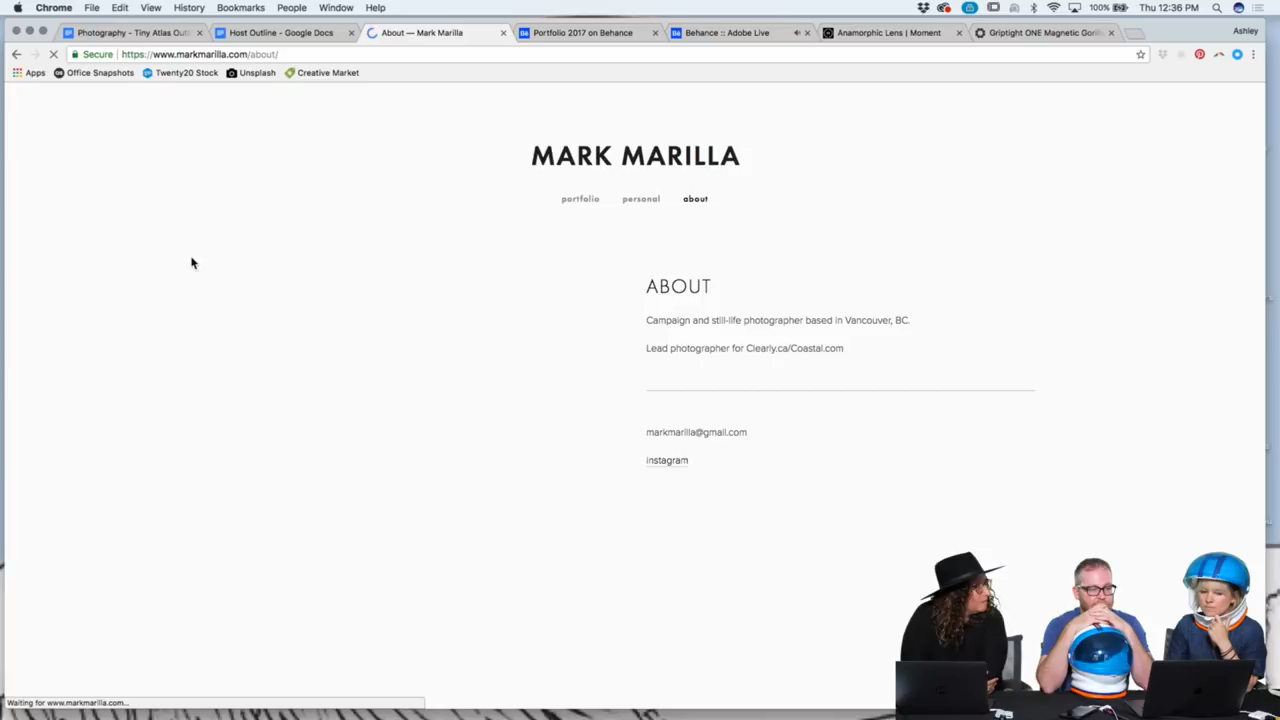 Chrome File Edit View History Bookmarks People Window Help 100% Thu 12:36 PM
Photography - Tiny Atlas Outl Host Outline - Google Docs About — Mark Marilla Portfolio 2017 on Behance Behance :: Adobe Live Anamorphic Lens | Moment Griptight ONE Magnetic Goril Ashley
Secure https://www.markmarilla.com/about/
Apps Office Snapshots Twenty20 Stock Unsplash Creative Market
MARK MARILLA
portfolio personal about
ABOUT
Campaign and still-life photographer based in Vancouver, BC.
Lead photographer for Clearly.ca/Coastal.com
markmarilla@gmail.com
instagram
Waiting for www.markmarilla.com...